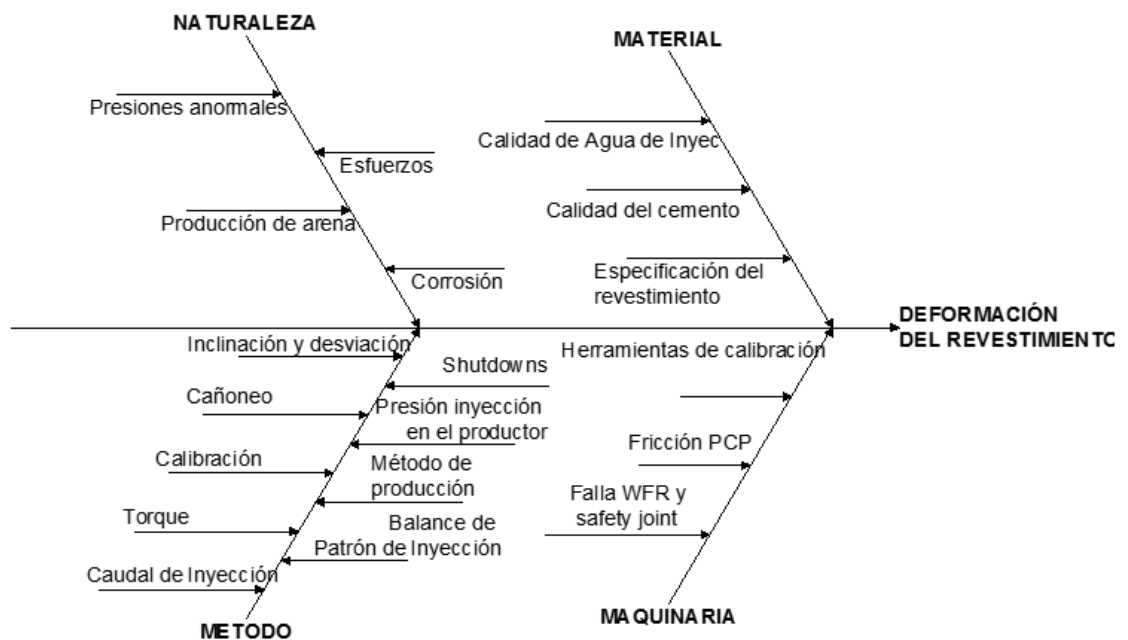 NATURALEZA
MATERIAL
Presiones anormales
Esfuerzos
Producción de arena
Corrosión
Calidad de Agua de Inyec
Calidad del cemento
Especificación del
revestimiento
DEFORMACIÓN
DEL REVESTIMIENTO
Inclinación y desviación
Shutdowns
Cañoneo
Presión inyección
en el productor
Calibración
Método de
producción
Torque
Balance de
Patrón de Inyección
Caudal de Inyección
METODO
Herramientas de calibración
Fricción PCP
Falla WFR y
safety joint
MAQUINARIA